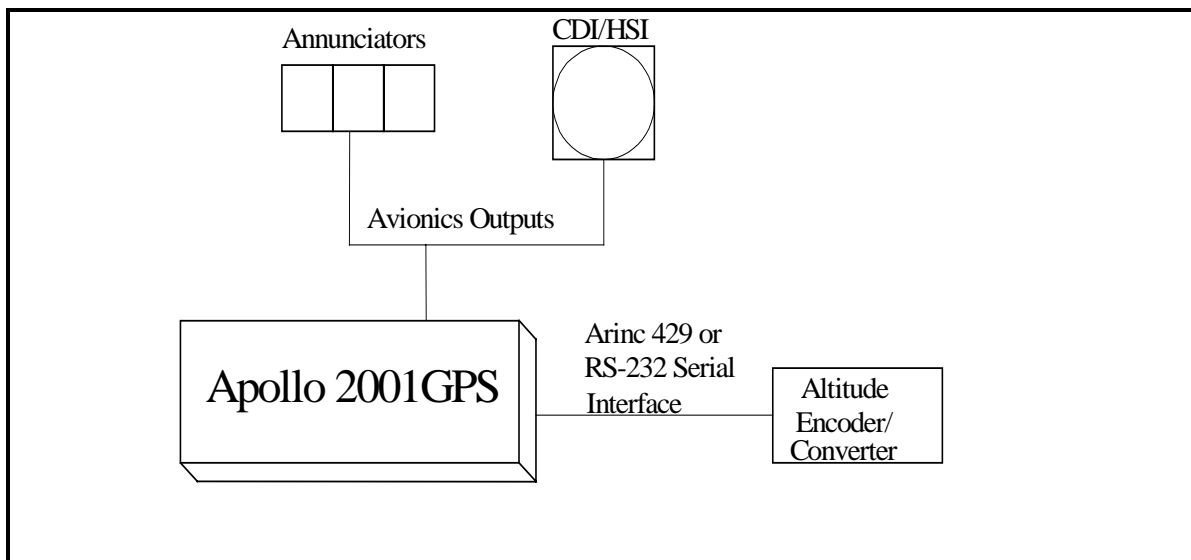 Annunciators
CDI/HSI
Avionics Outputs
Apollo 2001GPS
Arinc 429 or
RS-232 Serial
Interface
Altitude
Encoder/
Converter